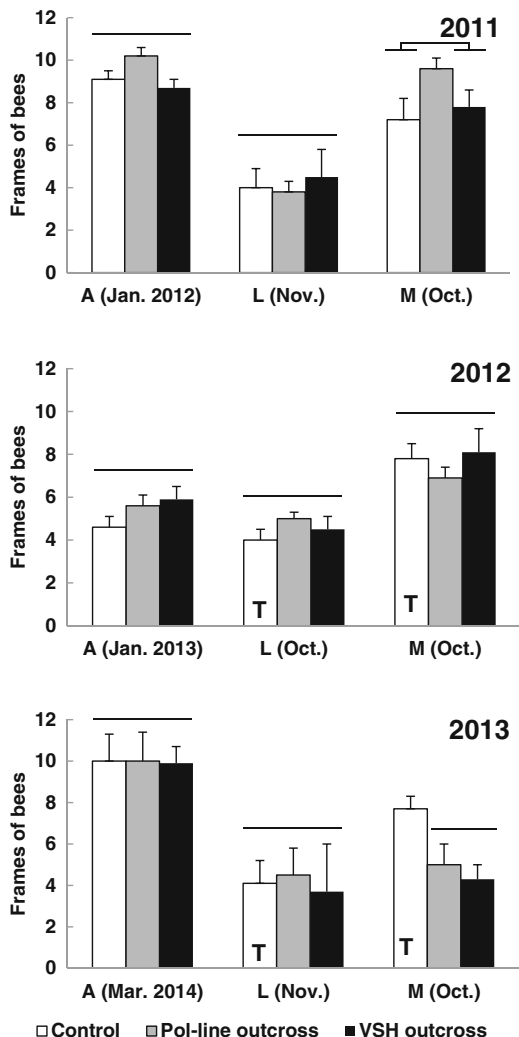 2011
Frames of bees
12
10
8
6
4
2
0
A (Jan. 2012) L (Nov.) M (Oct.)
2012
Frames of bees
12
10
8
6
4
2
0
T T
A (Jan. 2013) L (Oct.) M (Oct.)
2013
Frames of bees
12
10
8
6
4
2
0
T T
A (Mar. 2014) L (Nov.) M (Oct.)
Control Pol-line outcross VSH outcross